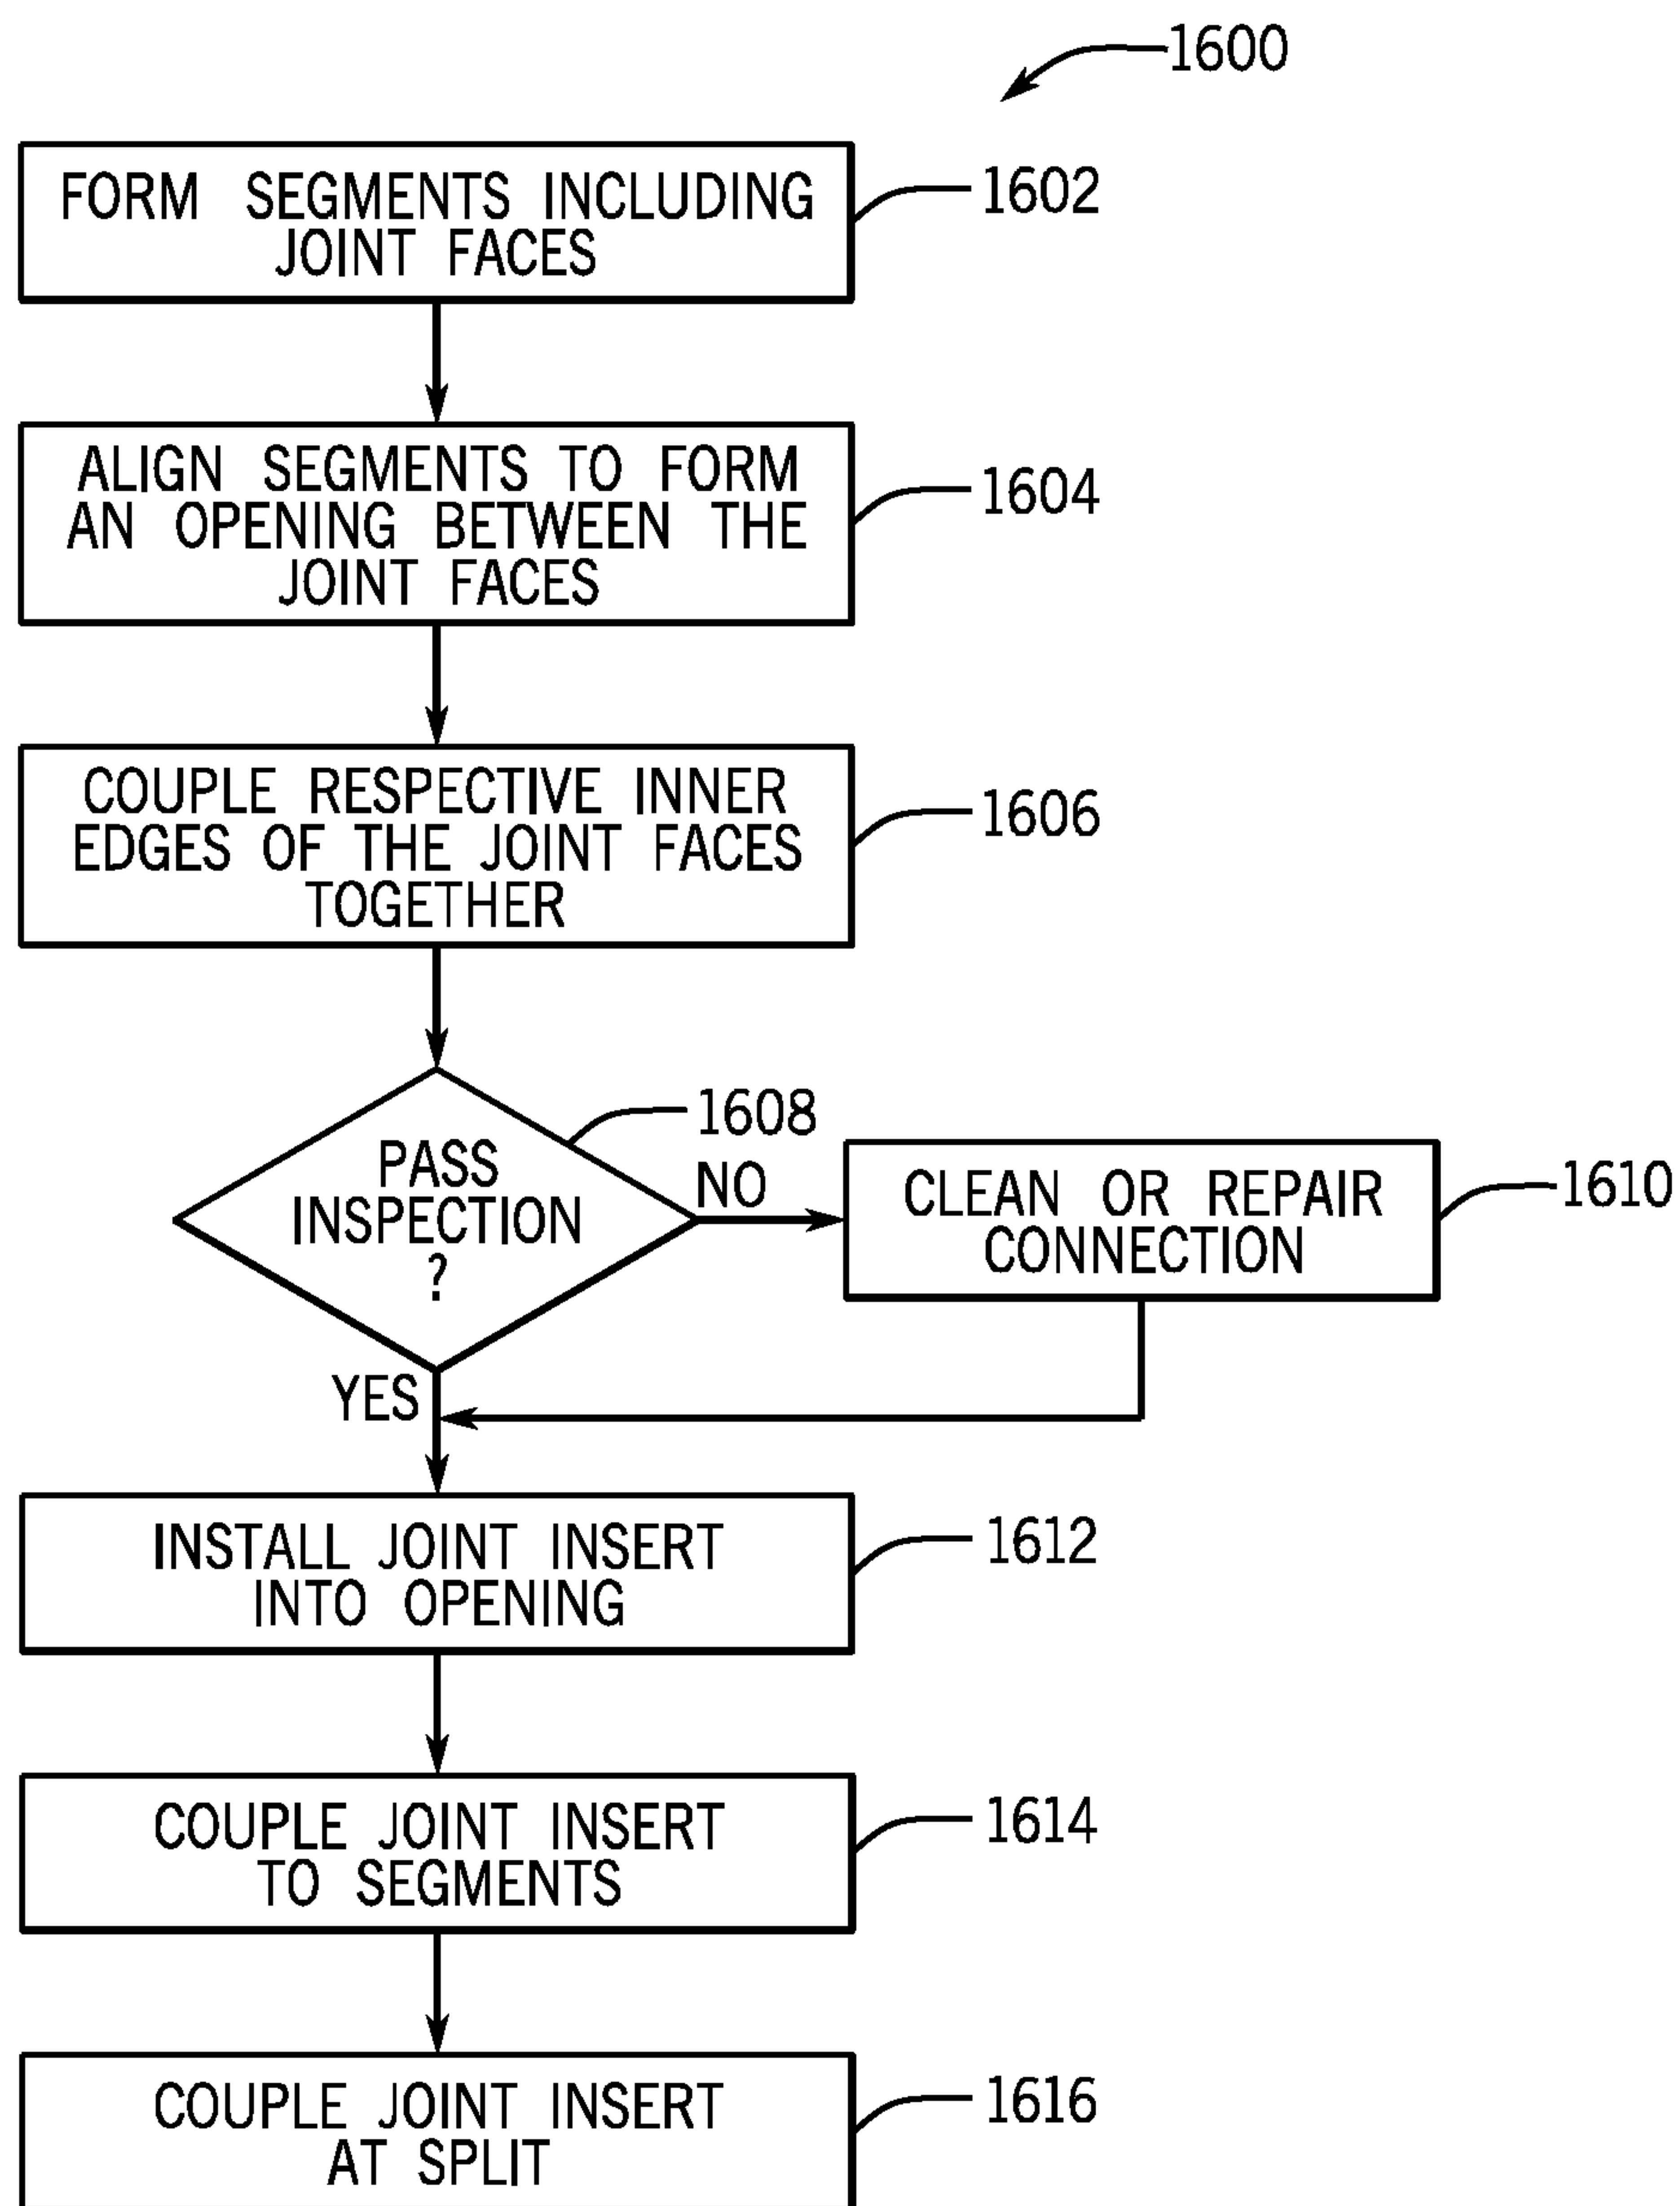 1600
FORM SEGMENTS INCLUDING
JOINT FACES
1602
ALIGN SEGMENTS TO FORM
AN OPENING BETWEEN THE
JOINT FACES
1604
COUPLE RESPECTIVE INNER
EDGES OF THE JOINT FACES
TOGETHER
1606
PASS
INSPECTION
?
1608
NO
CLEAN OR REPAIR
CONNECTION
1610
YES
INSTALL JOINT INSERT
INTO OPENING
1612
COUPLE JOINT INSERT
TO SEGMENTS
1614
COUPLE JOINT INSERT
AT SPLIT
1616